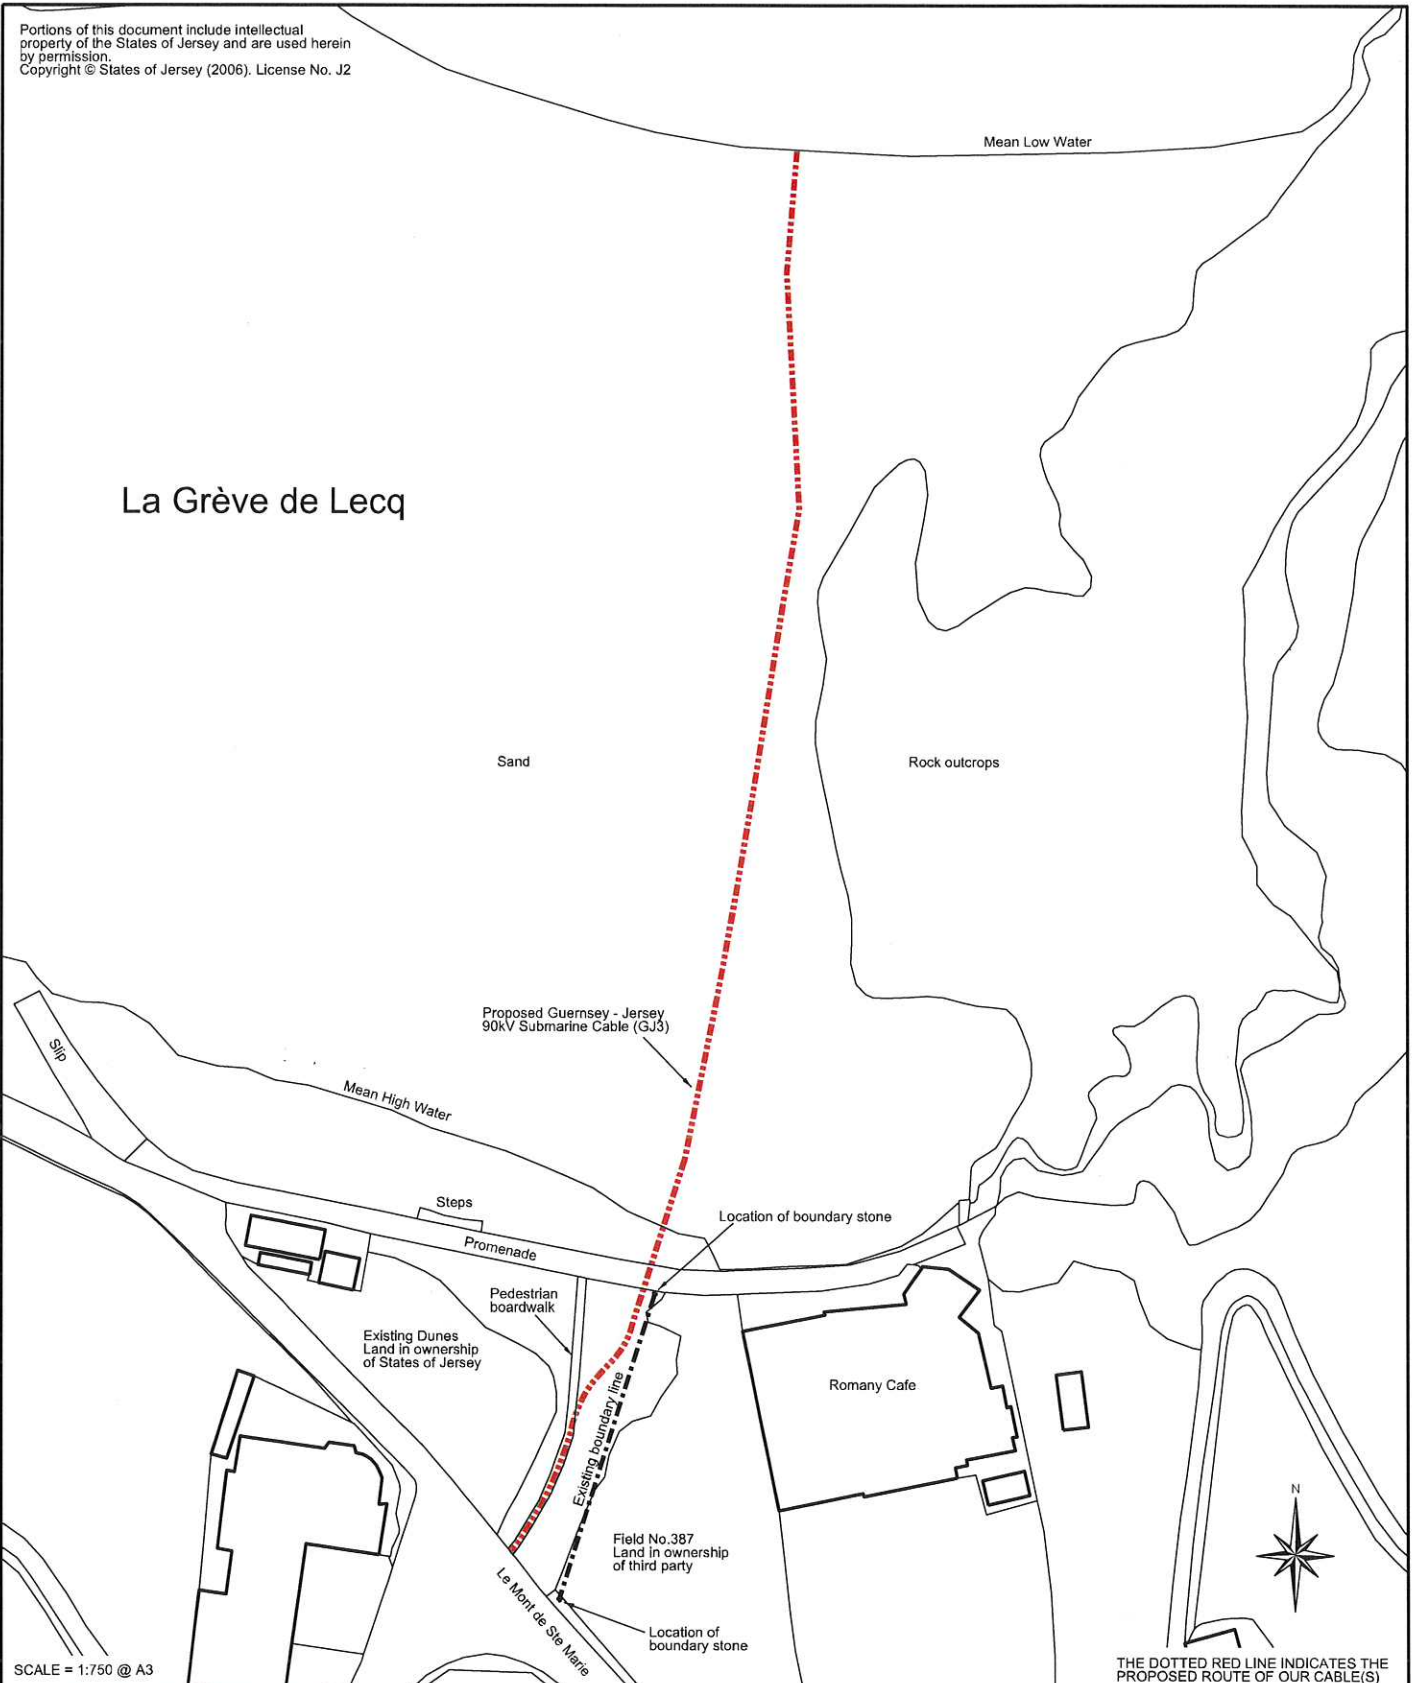 Portions of this document include intellectual
property of the States of Jersey and are used herein
by permission.
Copyright © States of Jersey (2006). License No. J2
Mean Low Water
La Grève de Lecq
Sand
Rock outcrops
Proposed Guernsey - Jersey
90kV Submarine Cable (GJ3)
Slip
Mean High Water
Steps
Location of boundary stone
Promenade
Pedestrian
boardwalk
Existing Dunes
Land in ownership
of States of Jersey
Existing boundary line
Romany Cafe
N
Field No.387
Land in ownership
of third party
Le Mont de Ste Marie
Location of
boundary stone
SCALE = 1:750 @ A3
THE DOTTED RED LINE INDICATES THE
PROPOSED ROUTE OF OUR CABLE(S)